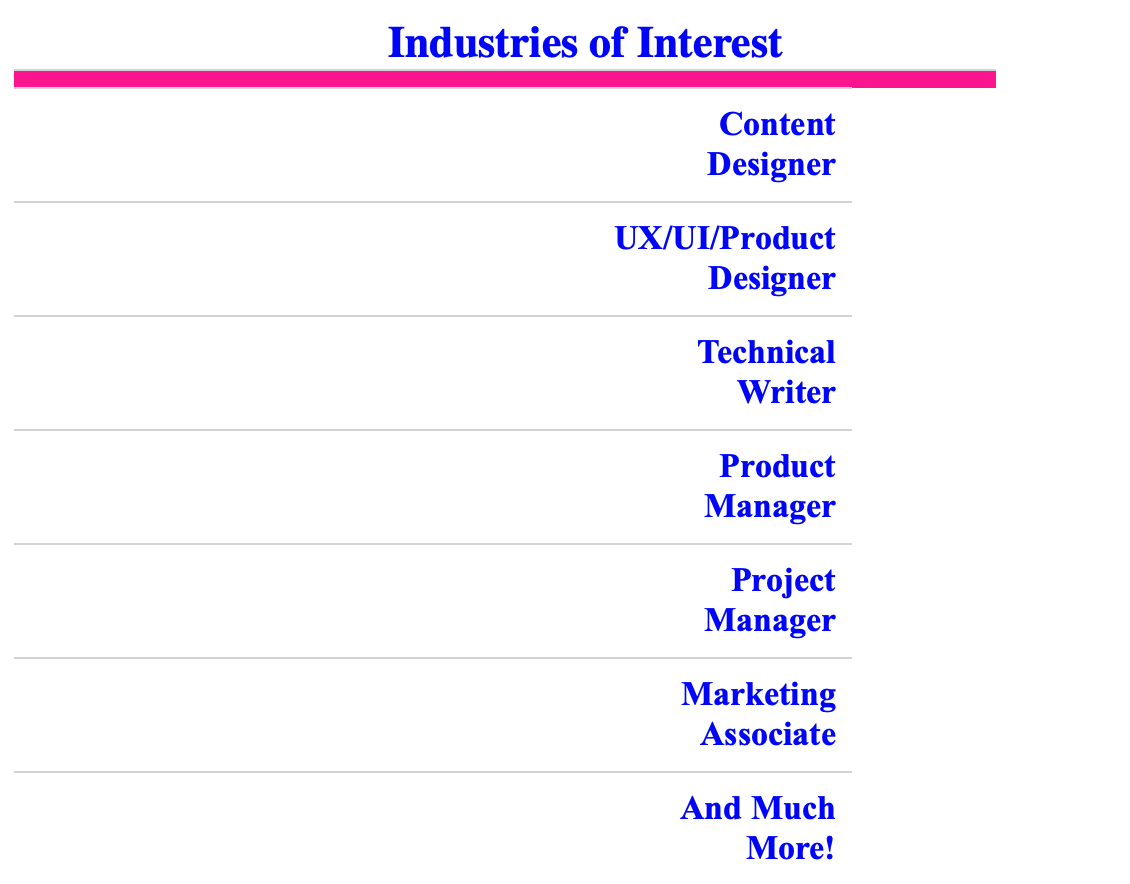 Industries of Interest
Content
Designer
UX/UI/Product
Designer
Technical
Writer
Product
Manager
Project
Manager
Marketing
Associate
And Much
More!